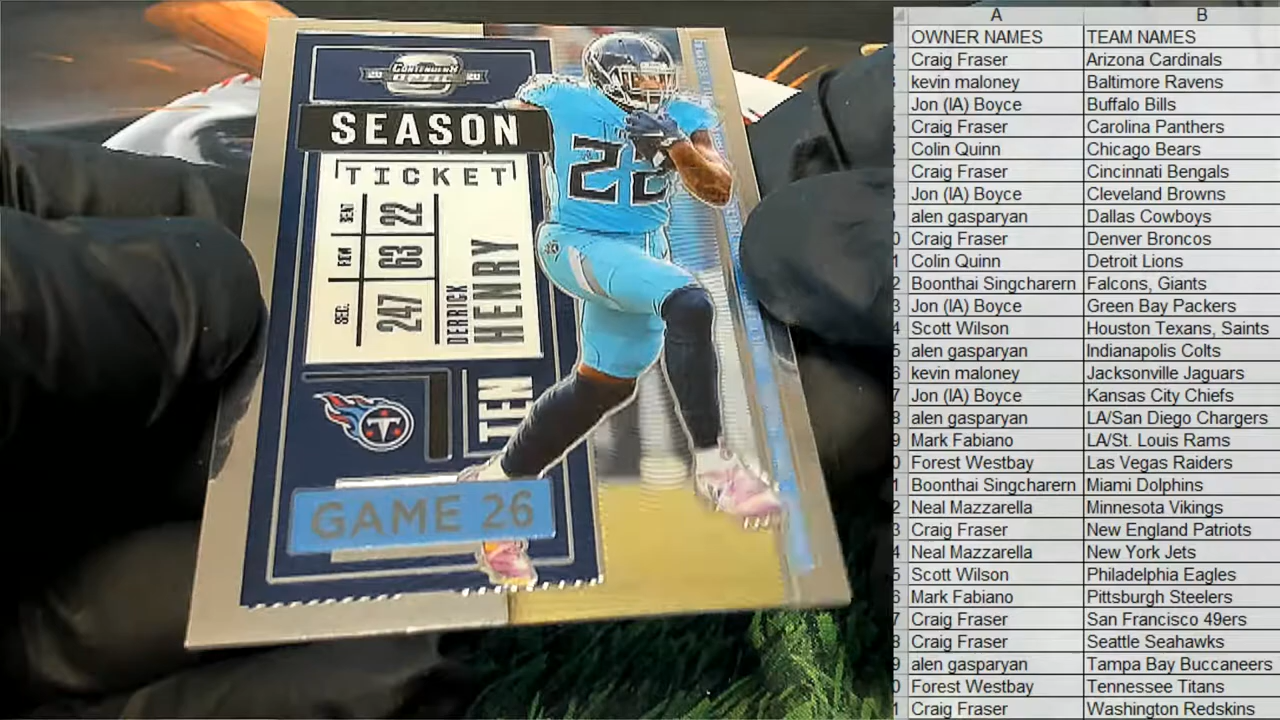 CONTENDERS
OPTIC
20 20
SEASON
TICKET
SEAT 22
ROW 63
SEC. 247
DERRICK
HENRY
TEN
GAME 26
22
A B
OWNER NAMES TEAM NAMES
Craig Fraser Arizona Cardinals
kevin maloney Baltimore Ravens
Jon (IA) Boyce Buffalo Bills
Craig Fraser Carolina Panthers
Colin Quinn Chicago Bears
Craig Fraser Cincinnati Bengals
Jon (IA) Boyce Cleveland Browns
alen gasparyan Dallas Cowboys
Craig Fraser Denver Broncos
Colin Quinn Detroit Lions
Boonthai Singcharern Falcons, Giants
Jon (IA) Boyce Green Bay Packers
Scott Wilson Houston Texans, Saints
alen gasparyan Indianapolis Colts
kevin maloney Jacksonville Jaguars
Jon (IA) Boyce Kansas City Chiefs
alen gasparyan LA/San Diego Chargers
Mark Fabiano LA/St. Louis Rams
Forest Westbay Las Vegas Raiders
Boonthai Singcharern Miami Dolphins
Neal Mazzarella Minnesota Vikings
Craig Fraser New England Patriots
Neal Mazzarella New York Jets
Scott Wilson Philadelphia Eagles
Mark Fabiano Pittsburgh Steelers
Craig Fraser San Francisco 49ers
Craig Fraser Seattle Seahawks
alen gasparyan Tampa Bay Buccaneers
Forest Westbay Tennessee Titans
Craig Fraser Washington Redskins